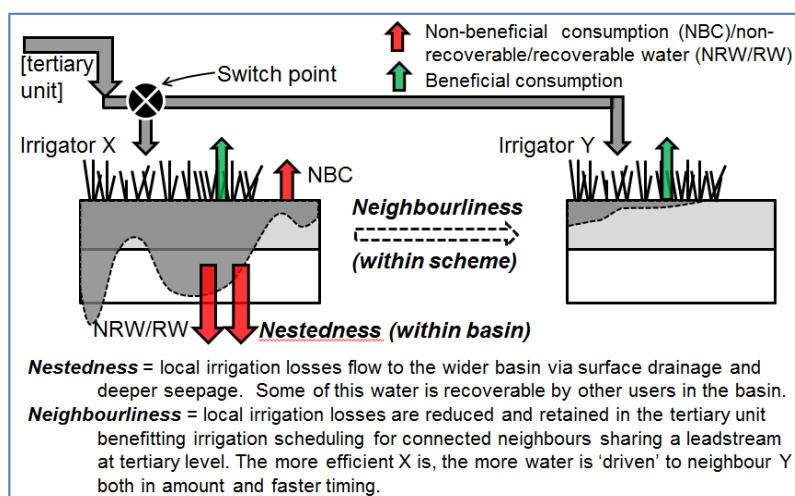 Non-beneficial consumption (NBC)/non-
recoverable/recoverable water (NRW/RW)
Beneficial consumption
[tertiary
unit]
Switch point
Irrigator X
Irrigator Y
NBC
Neighbourliness
(within scheme)
NRW/RW
Nestedness (within basin)
Nestedness = local irrigation losses flow to the wider basin via surface drainage and
deeper seepage. Some of this water is recoverable by other users in the basin.
Neighbourliness = local irrigation losses are reduced and retained in the tertiary unit
benefitting irrigation scheduling for connected neighbours sharing a leadstream
at tertiary level. The more efficient X is, the more water is ‘driven’ to neighbour Y
both in amount and faster timing.